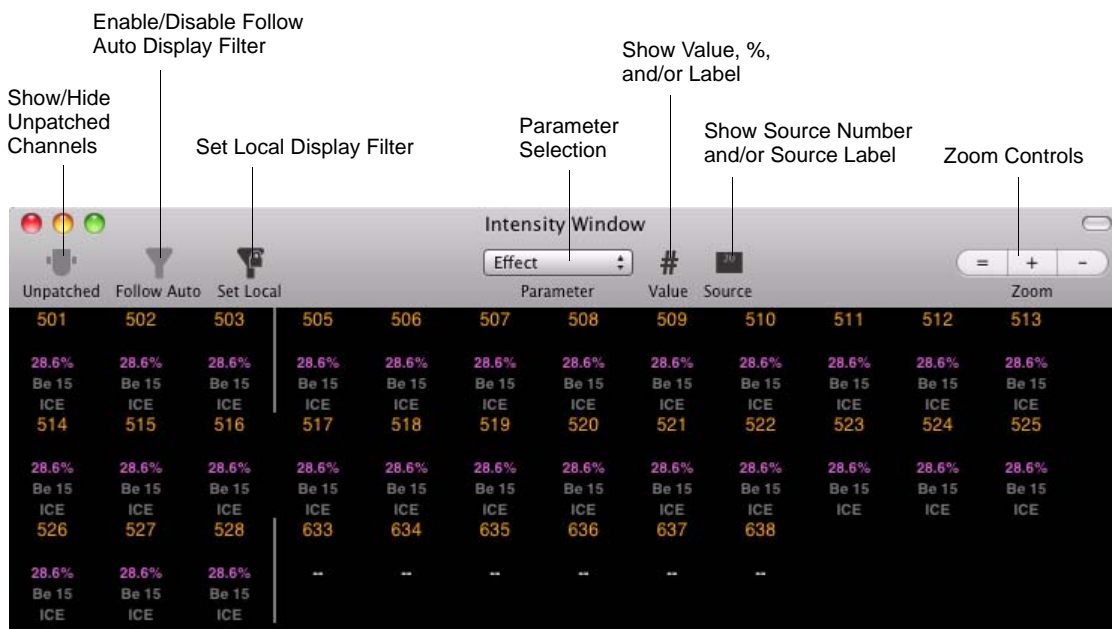 Enable/Disable Follow
Auto Display Filter
Show Value, %,
and/or Label
Show/Hide
Unpatched
Channels
Set Local Display Filter
Parameter
Selection
Show Source Number
and/or Source Label
Zoom Controls
Intensity Window
Effect
#
= + -
Unpatched Follow Auto Set Local Parameter Value Source Zoom
501 502 503 505 506 507 508 509 510 511 512 513
28.6% 28.6% 28.6% 28.6% 28.6% 28.6% 28.6% 28.6% 28.6% 28.6% 28.6% 28.6%
Be 15 Be 15 Be 15 Be 15 Be 15 Be 15 Be 15 Be 15 Be 15 Be 15 Be 15 Be 15
ICE ICE ICE ICE ICE ICE ICE ICE ICE ICE ICE ICE
514 515 516 517 518 519 520 521 522 523 524 525
28.6% 28.6% 28.6% 28.6% 28.6% 28.6% 28.6% 28.6% 28.6% 28.6% 28.6% 28.6%
Be 15 Be 15 Be 15 Be 15 Be 15 Be 15 Be 15 Be 15 Be 15 Be 15 Be 15 Be 15
ICE ICE ICE ICE ICE ICE ICE ICE ICE ICE ICE ICE
526 527 528 633 634 635 636 637 638
28.6% 28.6% 28.6% -- -- -- -- -- --
Be 15 Be 15 Be 15
ICE ICE ICE